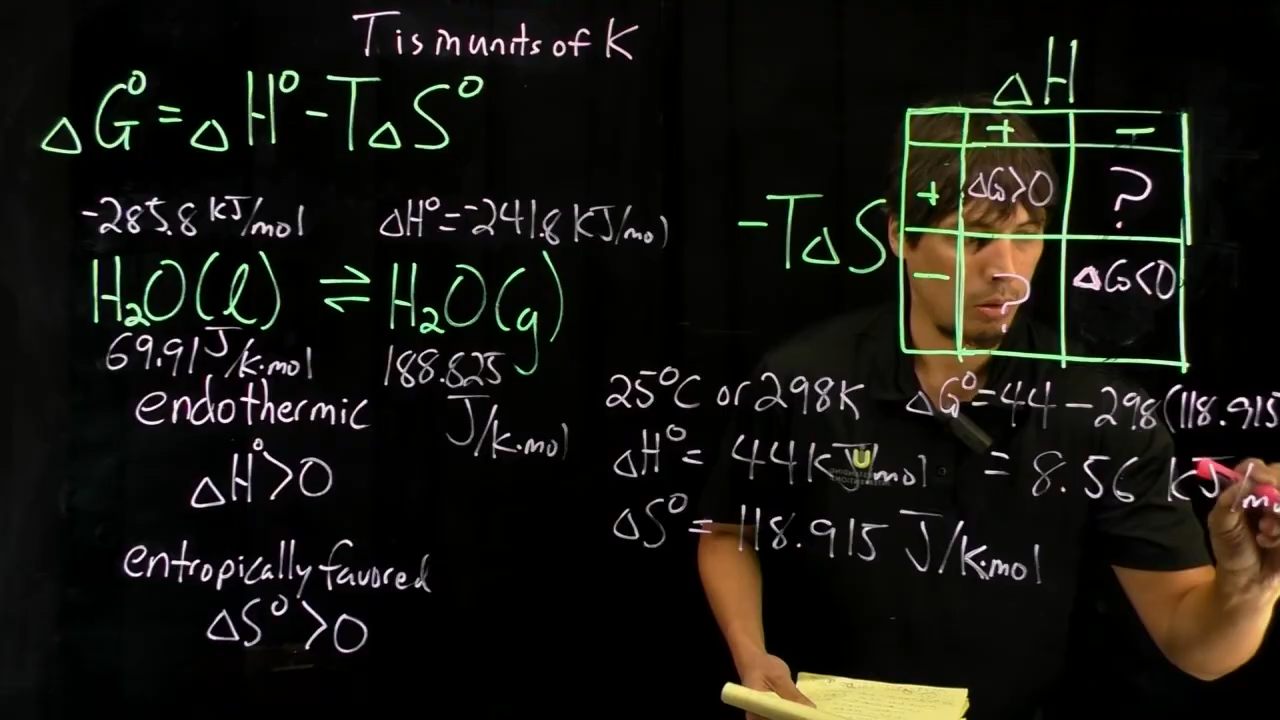 T is in units of K
ΔG° = ΔH° - TΔS°
-285.8 kJ/mol
ΔH° = -241.8 kJ/mol
H₂O(l) ⇌ H₂O(g)
69.91 J/K·mol
188.825 J/K·mol
endothermic
ΔH° > 0
entropically favored
ΔS° > 0
ΔH
+ -
-TΔS
+ ΔG>0 ?
- ? ΔG<0
25°C or 298K
ΔH° = 44 kJ/mol
ΔS° = 118.915 J/K·mol
ΔG° = 44 - 298(118.915
= 8.56 kJ/mo